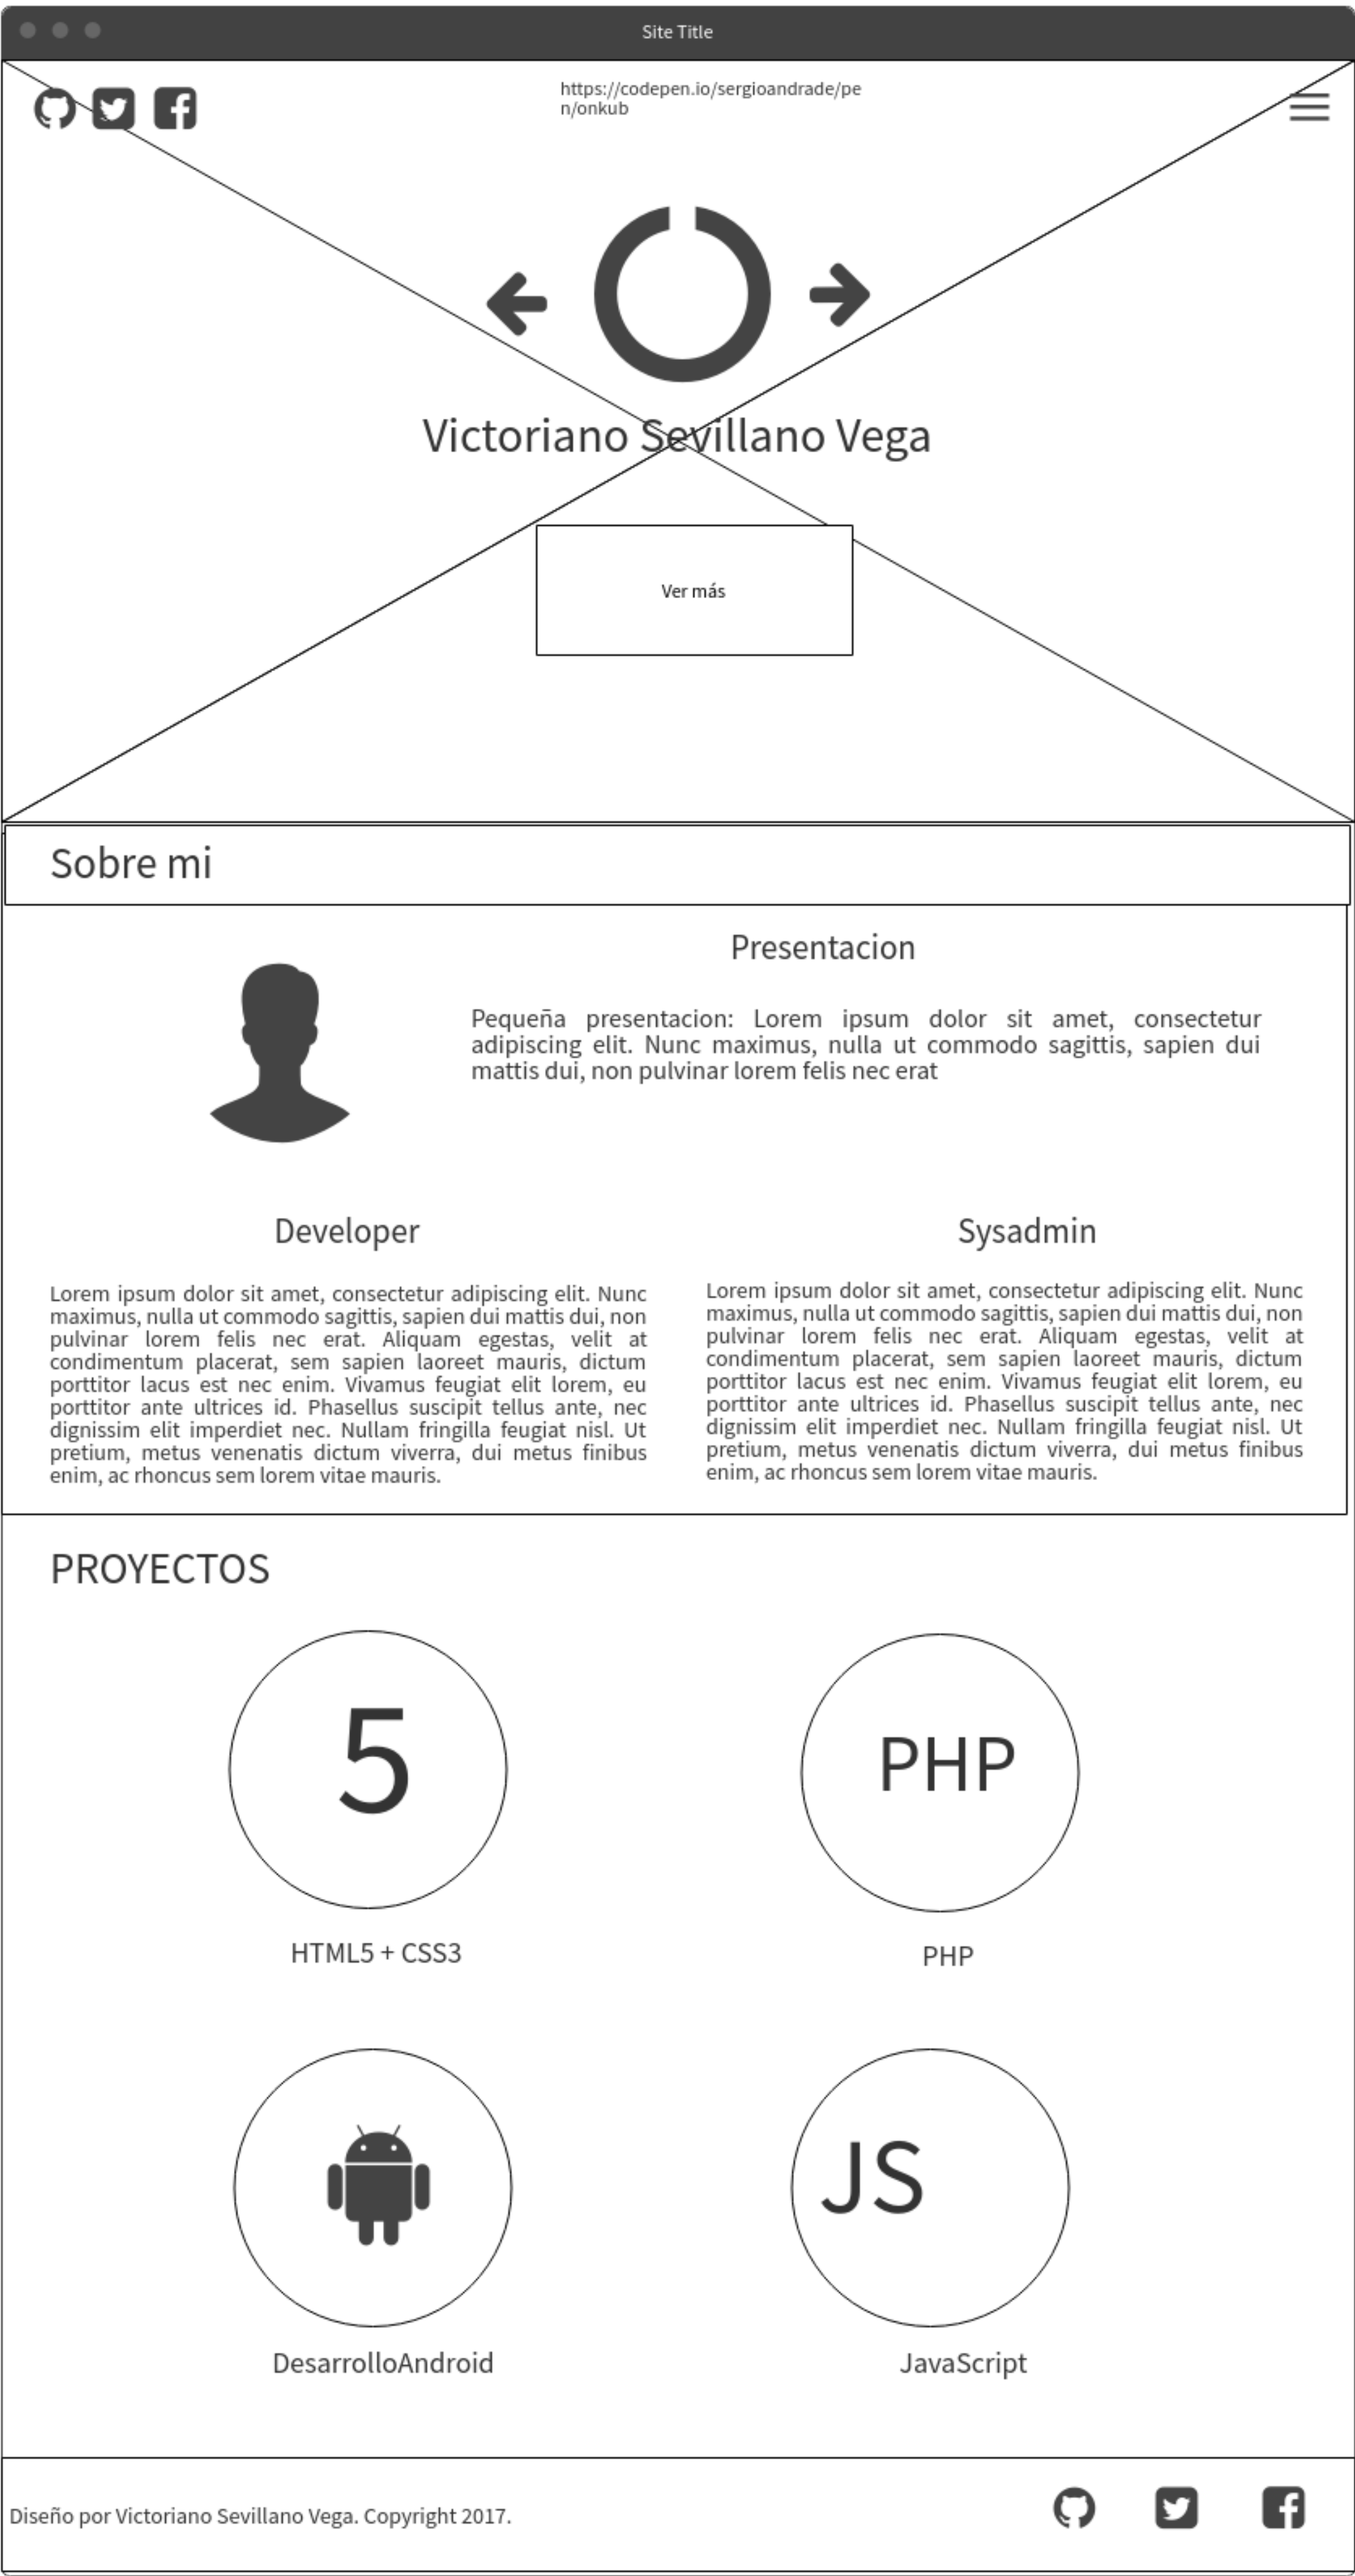 Site Title
https://codepen.io/sergioandrade/pe
n/onkub
Victoriano Sevillano Vega
Ver más
Sobre mi
Presentacion
Pequeña presentacion: Lorem ipsum dolor sit amet, consectetur
adipiscing elit. Nunc maximus, nulla ut commodo sagittis, sapien dui
mattis dui, non pulvinar lorem felis nec erat
Developer
Lorem ipsum dolor sit amet, consectetur adipiscing elit. Nunc
maximus, nulla ut commodo sagittis, sapien dui mattis dui, non
pulvinar lorem felis nec erat. Aliquam egestas, velit at
condimentum placerat, sem sapien laoreet mauris, dictum
porttitor lacus est nec enim. Vivamus feugiat elit lorem, eu
porttitor ante ultrices id. Phasellus suscipit tellus ante, nec
dignissim elit imperdiet nec. Nullam fringilla feugiat nisl. Ut
pretium, metus venenatis dictum viverra, dui metus finibus
enim, ac rhoncus sem lorem vitae mauris.
Sysadmin
Lorem ipsum dolor sit amet, consectetur adipiscing elit. Nunc
maximus, nulla ut commodo sagittis, sapien dui mattis dui, non
pulvinar lorem felis nec erat. Aliquam egestas, velit at
condimentum placerat, sem sapien laoreet mauris, dictum
porttitor lacus est nec enim. Vivamus feugiat elit lorem, eu
porttitor ante ultrices id. Phasellus suscipit tellus ante, nec
dignissim elit imperdiet nec. Nullam fringilla feugiat nisl. Ut
pretium, metus venenatis dictum viverra, dui metus finibus
enim, ac rhoncus sem lorem vitae mauris.
PROYECTOS
5
PHP
HTML5 + CSS3
PHP
JS
DesarrolloAndroid
JavaScript
Diseño por Victoriano Sevillano Vega. Copyright 2017.